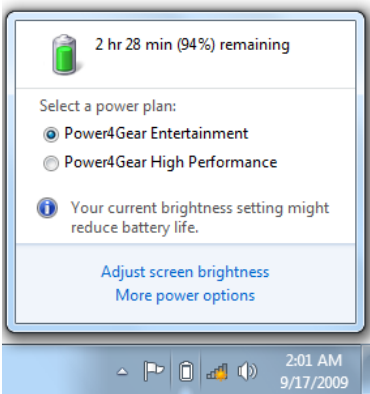 2 hr 28 min (94%) remaining
Select a power plan:
Power4Gear Entertainment
Power4Gear High Performance
Your current brightness setting might
reduce battery life.
Adjust screen brightness
More power options
2:01 AM
9/17/2009